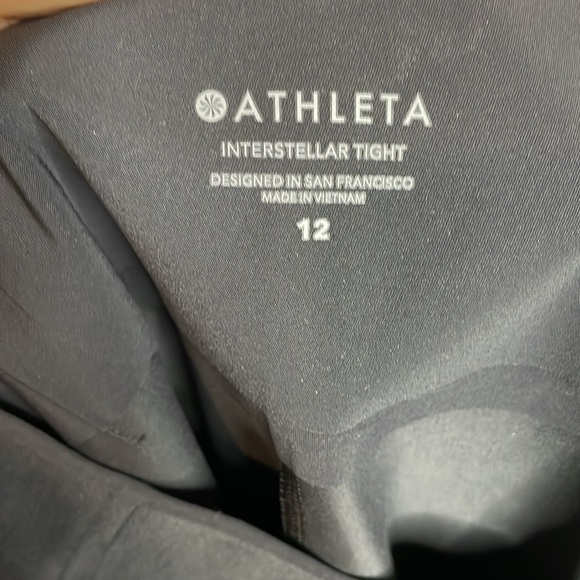 ATHLETA
INTERSTELLAR TIGHT
DESIGNED IN SAN FRANCISCO
MADE IN VIETNAM
12